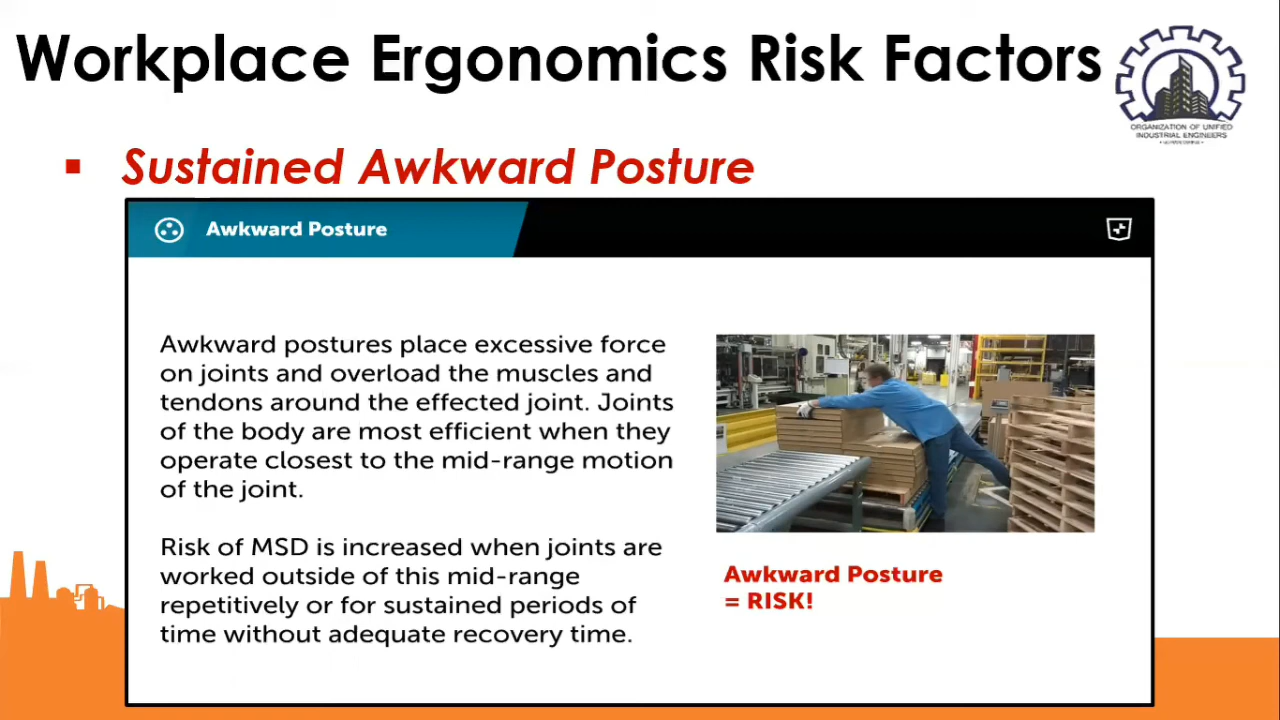 Workplace Ergonomics Risk Factors
ORGANIZATION OF UNIFIED
INDUSTRIAL ENGINEERS
Sustained Awkward Posture
Awkward Posture
Awkward postures place excessive force
on joints and overload the muscles and
tendons around the effected joint. Joints
of the body are most efficient when they
operate closest to the mid-range motion
of the joint.
Risk of MSD is increased when joints are
worked outside of this mid-range
repetitively or for sustained periods of
time without adequate recovery time.
Awkward Posture
= RISK!